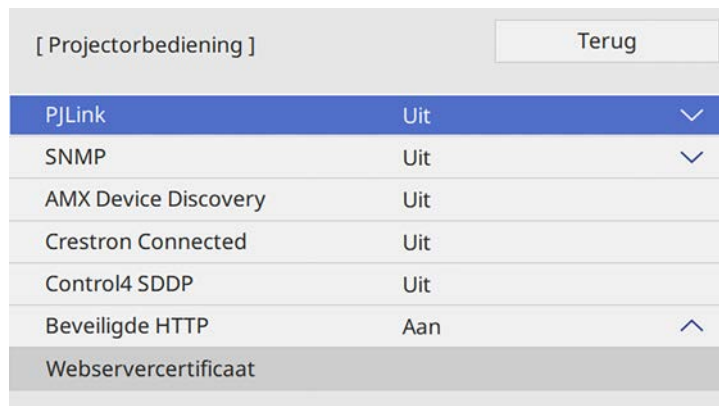 [ Projectorbediening ] Terug
PJLink Uit
SNMP Uit
AMX Device Discovery Uit
Crestron Connected Uit
Control4 SDDP Uit
Beveiligde HTTP Aan
Webservercertificaat